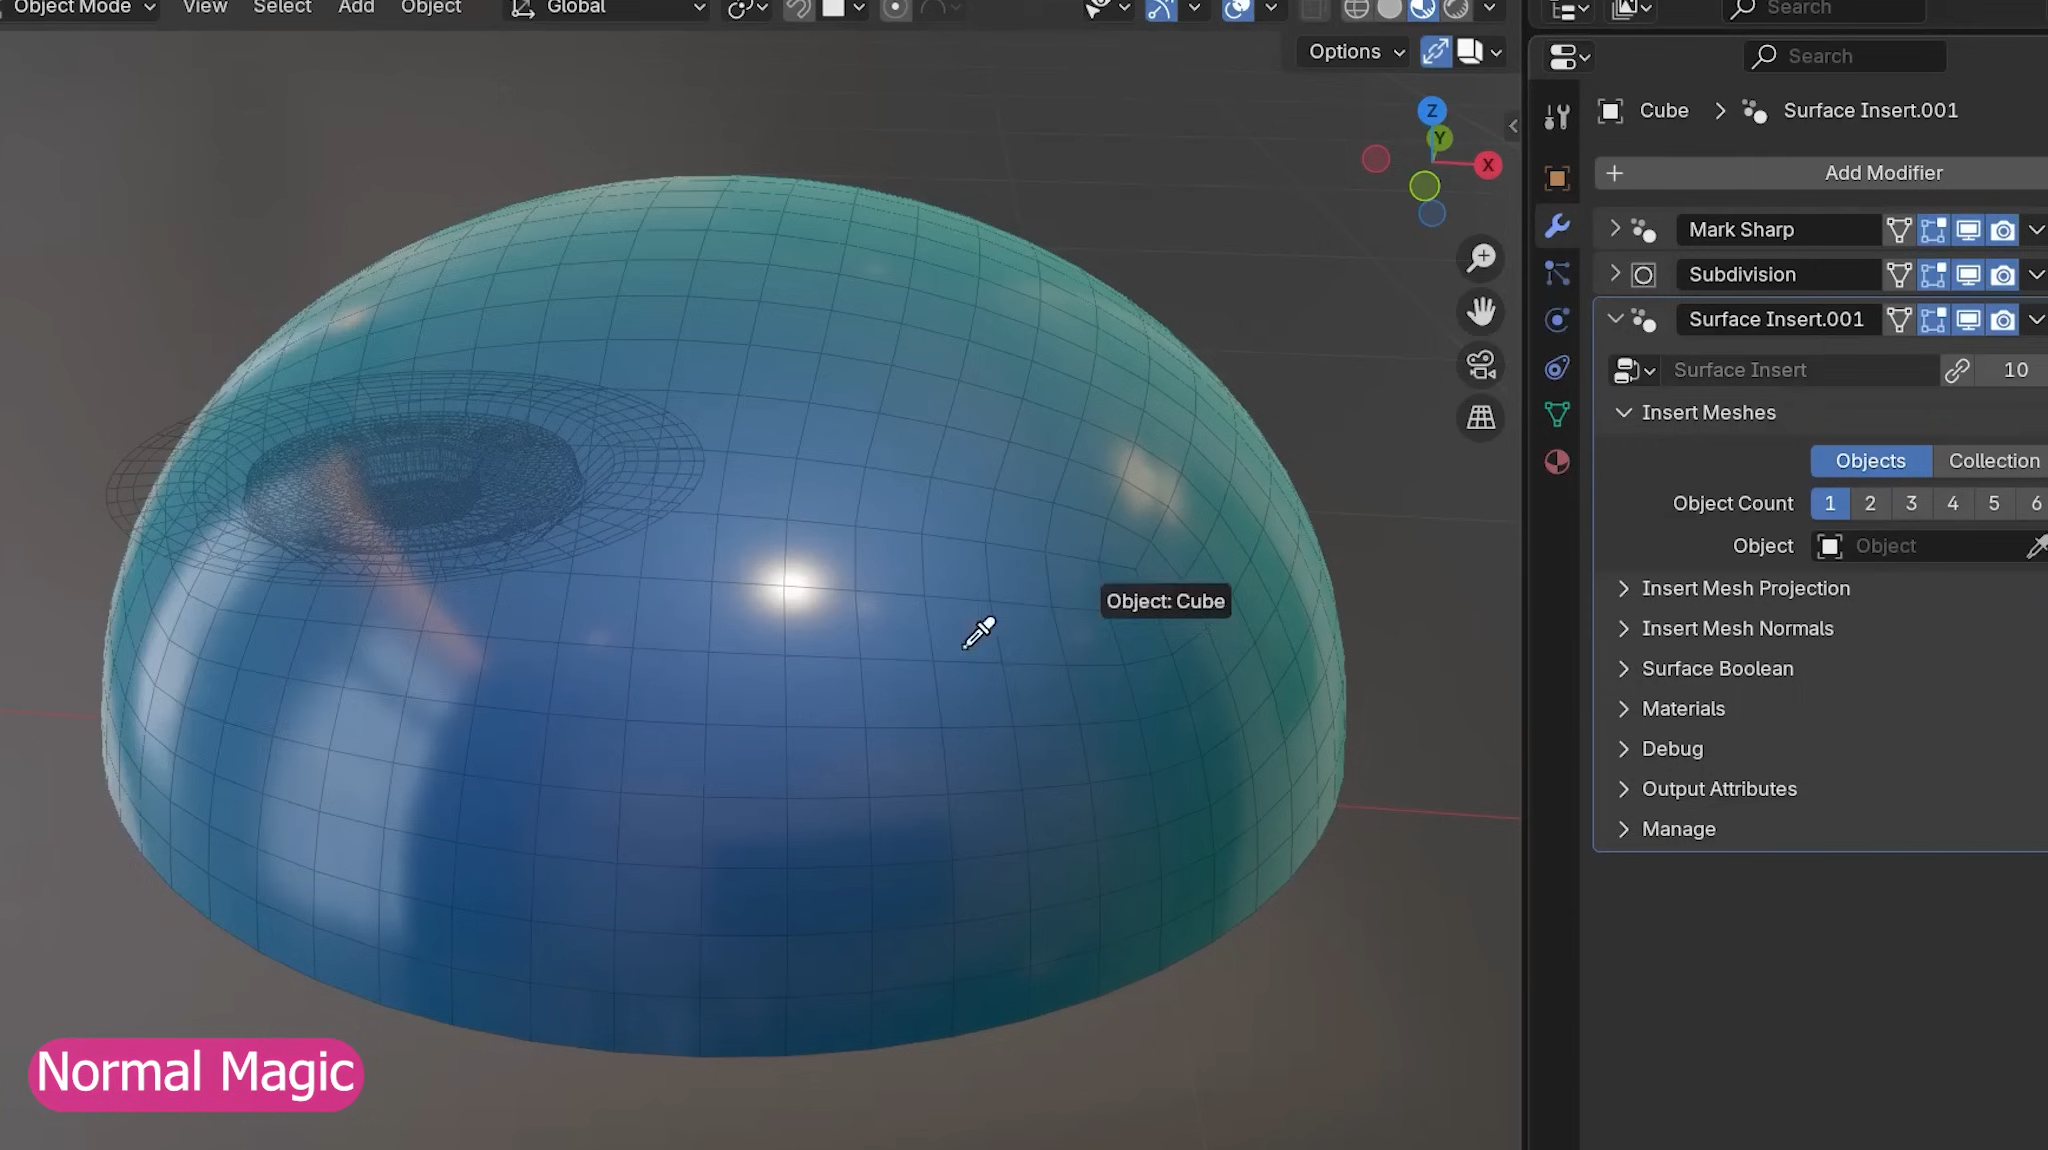 Object Mode View Select Add Object Global
Search
Options
Search
Z
Y
X
Cube > Surface Insert.001
+ Add Modifier
Mark Sharp
Subdivision
Surface Insert.001
Surface Insert 10
Insert Meshes
Objects Collection
Object Count 1 2 3 4 5 6
Object Object
Insert Mesh Projection
Object: Cube
Insert Mesh Normals
Surface Boolean
Materials
Debug
Output Attributes
Manage
Normal Magic